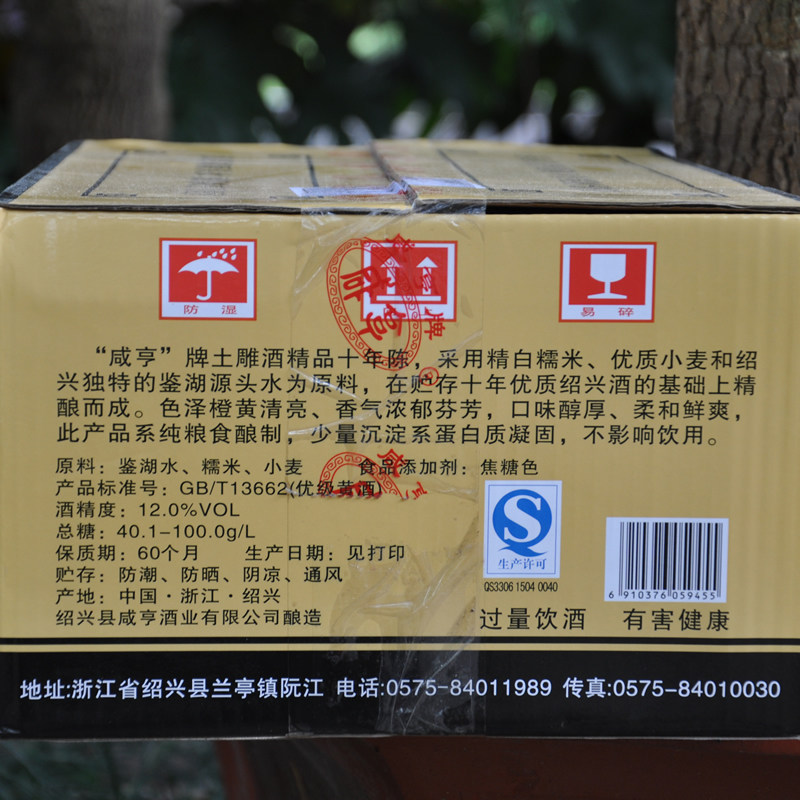 防 湿
易 碎
咸亨牌®
“咸亨”牌土雕酒精品十年陈，采用精白糯米、优质小麦和绍
兴独特的鉴湖源头水为原料，在贮存十年优质绍兴酒的基础上精
酿而成。色泽橙黄清亮、香气浓郁芬芳，口味醇厚、柔和鲜爽，
此产品系纯粮食酿制，少量沉淀系蛋白质凝固，不影响饮用。
原料：鉴湖水、糯米、小麦 食品添加剂：焦糖色
产品标准号：GB/T13662(优级黄酒)
酒精度：12.0%VOL
总糖：40.1-100.0g/L
保质期：60个月 生产日期：见打印
贮存：防潮、防晒、阴凉、通风
产地：中国·浙江·绍兴
绍兴县咸亨酒业有限公司酿造
生产许可
QS3306 1504 0040
6 910376 059455
过量饮酒 有害健康
地址:浙江省绍兴县兰亭镇阮江 电话:0575-84011989 传真:0575-84010030